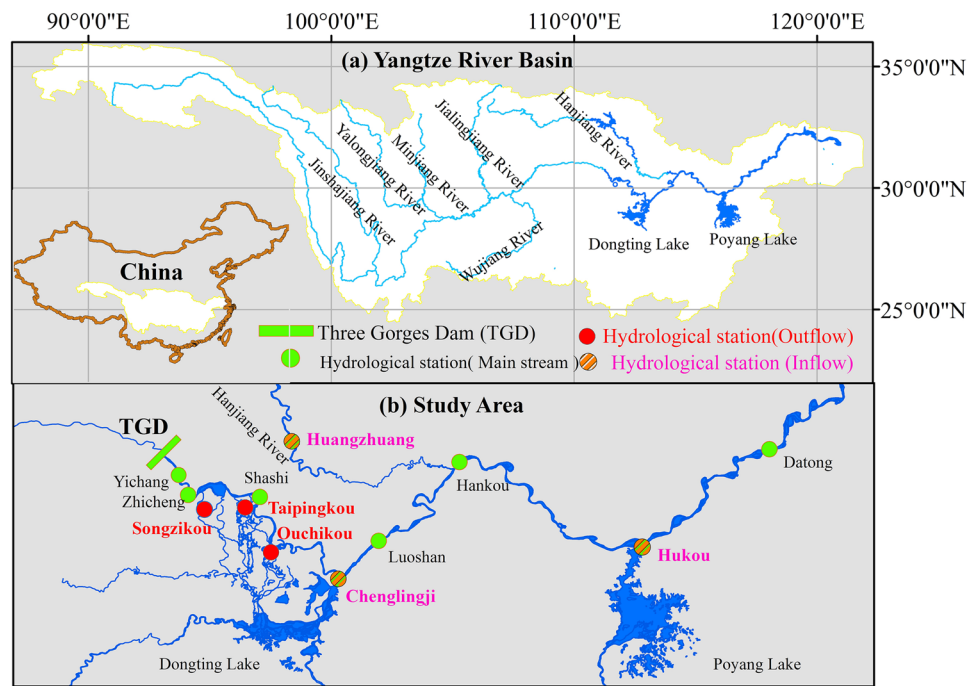 90°0'0"E 100°0'0"E 110°0'0"E 120°0'0"E
(a) Yangtze River Basin
35°0'0"N
30°0'0"N
25°0'0"N
Jinshajiang River
Yalongjiang River
Minjiang River
Jialingjiang River
Hanjiang River
Wujiang River
Dongting Lake
Poyang Lake
China
Three Gorges Dam (TGD)
Hydrological station(Outflow)
Hydrological station( Main stream )
Hydrological station (Inflow)
(b) Study Area
TGD
Hanjiang River
Huangzhuang
Yichang
Zhicheng
Shashi
Songzikou
Taipingkou
Ouchikou
Hankou
Datong
Luoshan
Hukou
Chenglingji
Dongting Lake
Poyang Lake